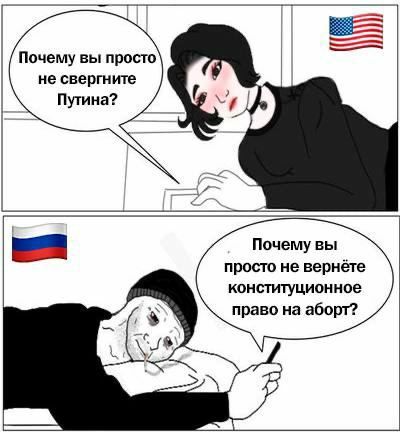 Почему вы просто
не свергните
Путина?
Почему вы
просто не вернёте
конституционное
право на аборт?